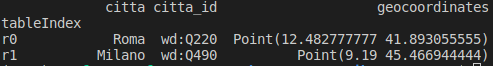 citta citta_id geocoordinates
tableIndex
r0 Roma wd:Q220 Point(12.482777777 41.893055555)
r1 Milano wd:Q490 Point(9.19 45.466944444)